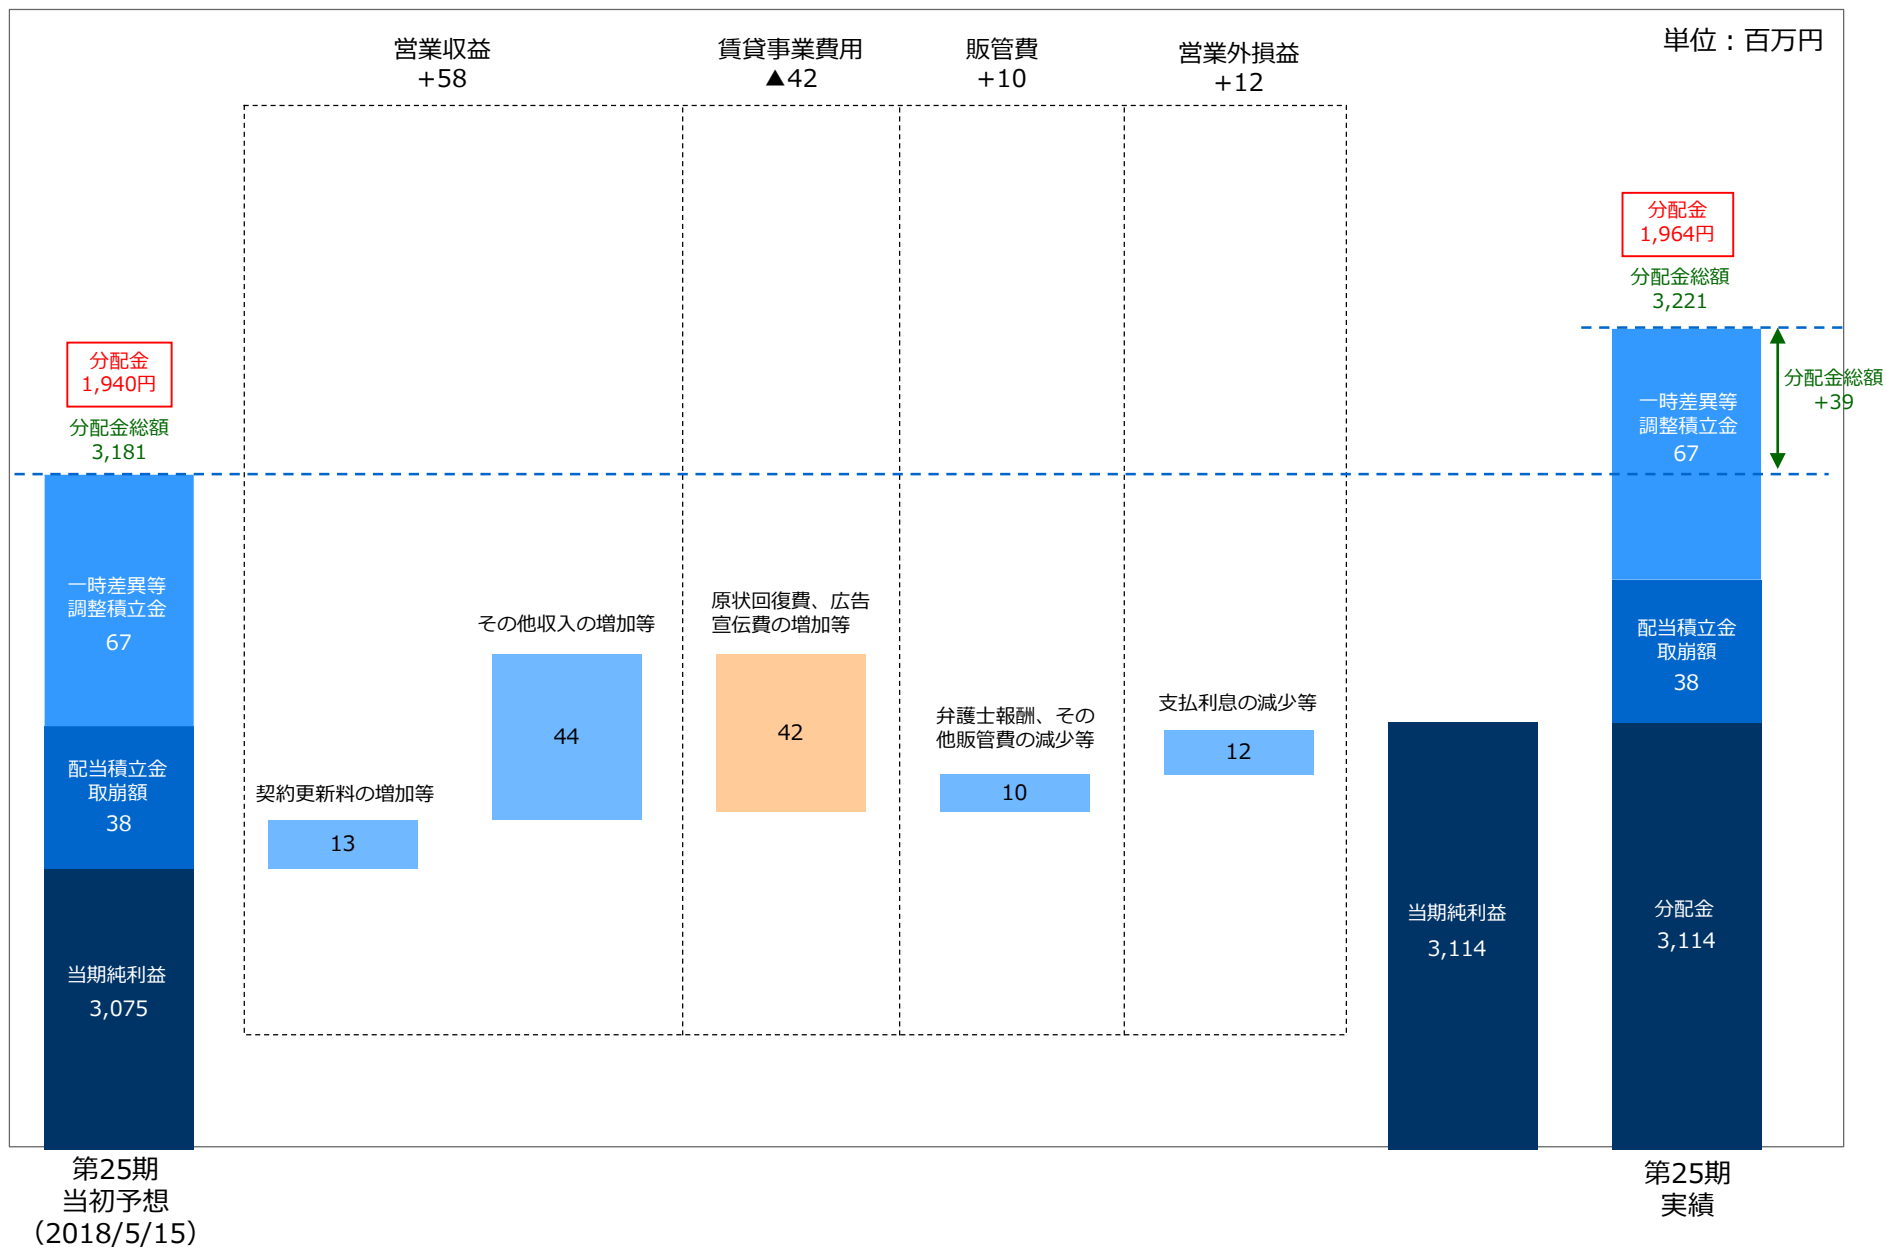 単位：百万円
営業収益
+58
賃貸事業費用
▲42
販管費
+10
営業外損益
+12
分配金
1,940円
分配金総額
3,181
一時差異等
調整積立金
67
配当積立金
取崩額
38
当期純利益
3,075
契約更新料の増加等
13
その他収入の増加等
44
原状回復費、広告
宣伝費の増加等
42
弁護士報酬、その
他販管費の減少等
10
支払利息の減少等
12
当期純利益
3,114
分配金
1,964円
分配金総額
3,221
一時差異等
調整積立金
67
配当積立金
取崩額
38
分配金
3,114
分配金総額
+39
第25期
当初予想
（2018/5/15）
第25期
実績